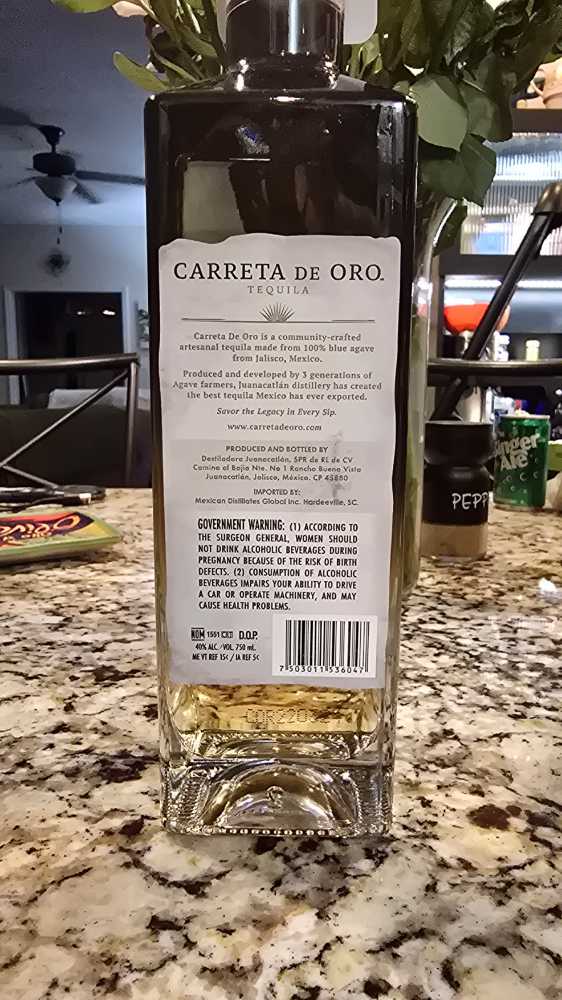 CARRETA DE ORO
TEQUILA
Carreta De Oro is a community-crafted
artesanal tequila made from 100% blue agave
from Jalisco, Mexico.
Produced and developed by 3 generations of
Agave farmers, Juanacatlán distillery has created
the best tequila Mexico has ever exported.
Savor the Legacy in Every Sip.
www.carretadeoro.com
PRODUCED AND BOTTLED BY
Destiladora Juanacatlán, SPR de RL de CV
Camino al Bajío Nte. No 1 Rancho Buena Vista
Juanacatlán, Jalisco, México. CP 45880
IMPORTED BY:
Mexican Distillates Global Inc. Hardeeville, SC.
GOVERNMENT WARNING: (1) ACCORDING TO
THE SURGEON GENERAL, WOMEN SHOULD
NOT DRINK ALCOHOLIC BEVERAGES DURING
PREGNANCY BECAUSE OF THE RISK OF BIRTH
DEFECTS. (2) CONSUMPTION OF ALCOHOLIC
BEVERAGES IMPAIRS YOUR ABILITY TO DRIVE
A CAR OR OPERATE MACHINERY, AND MAY
CAUSE HEALTH PROBLEMS.
NOM 1551 CRT D.O.P.
40% ALC./VOL. 750 mL.
ME VT REF 15¢ / IA REF 5¢
7 503011 536047
PEPP
Ale